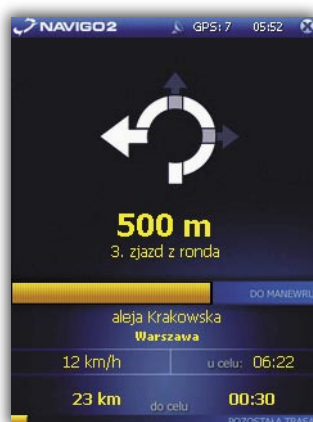 NAVIGO2 GPS: 7 05:52
500 m
3. zjazd z ronda
DO MANEWRU
aleja Krakowska
Warszawa
12 km/h u celu: 06:22
23 km do celu 00:30
POZOSTAŁA TRASA